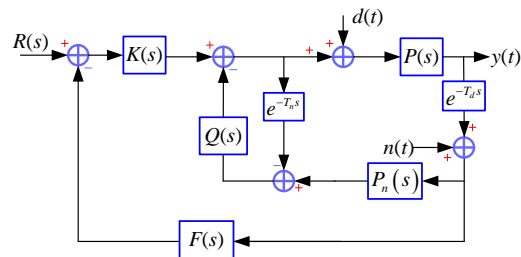 d(t)
R(s) + − K(s) + − + + P(s) y(t)
e^{-T_n s} e^{-T_d s}
Q(s) n(t) + +
− + P_n(s)
F(s)